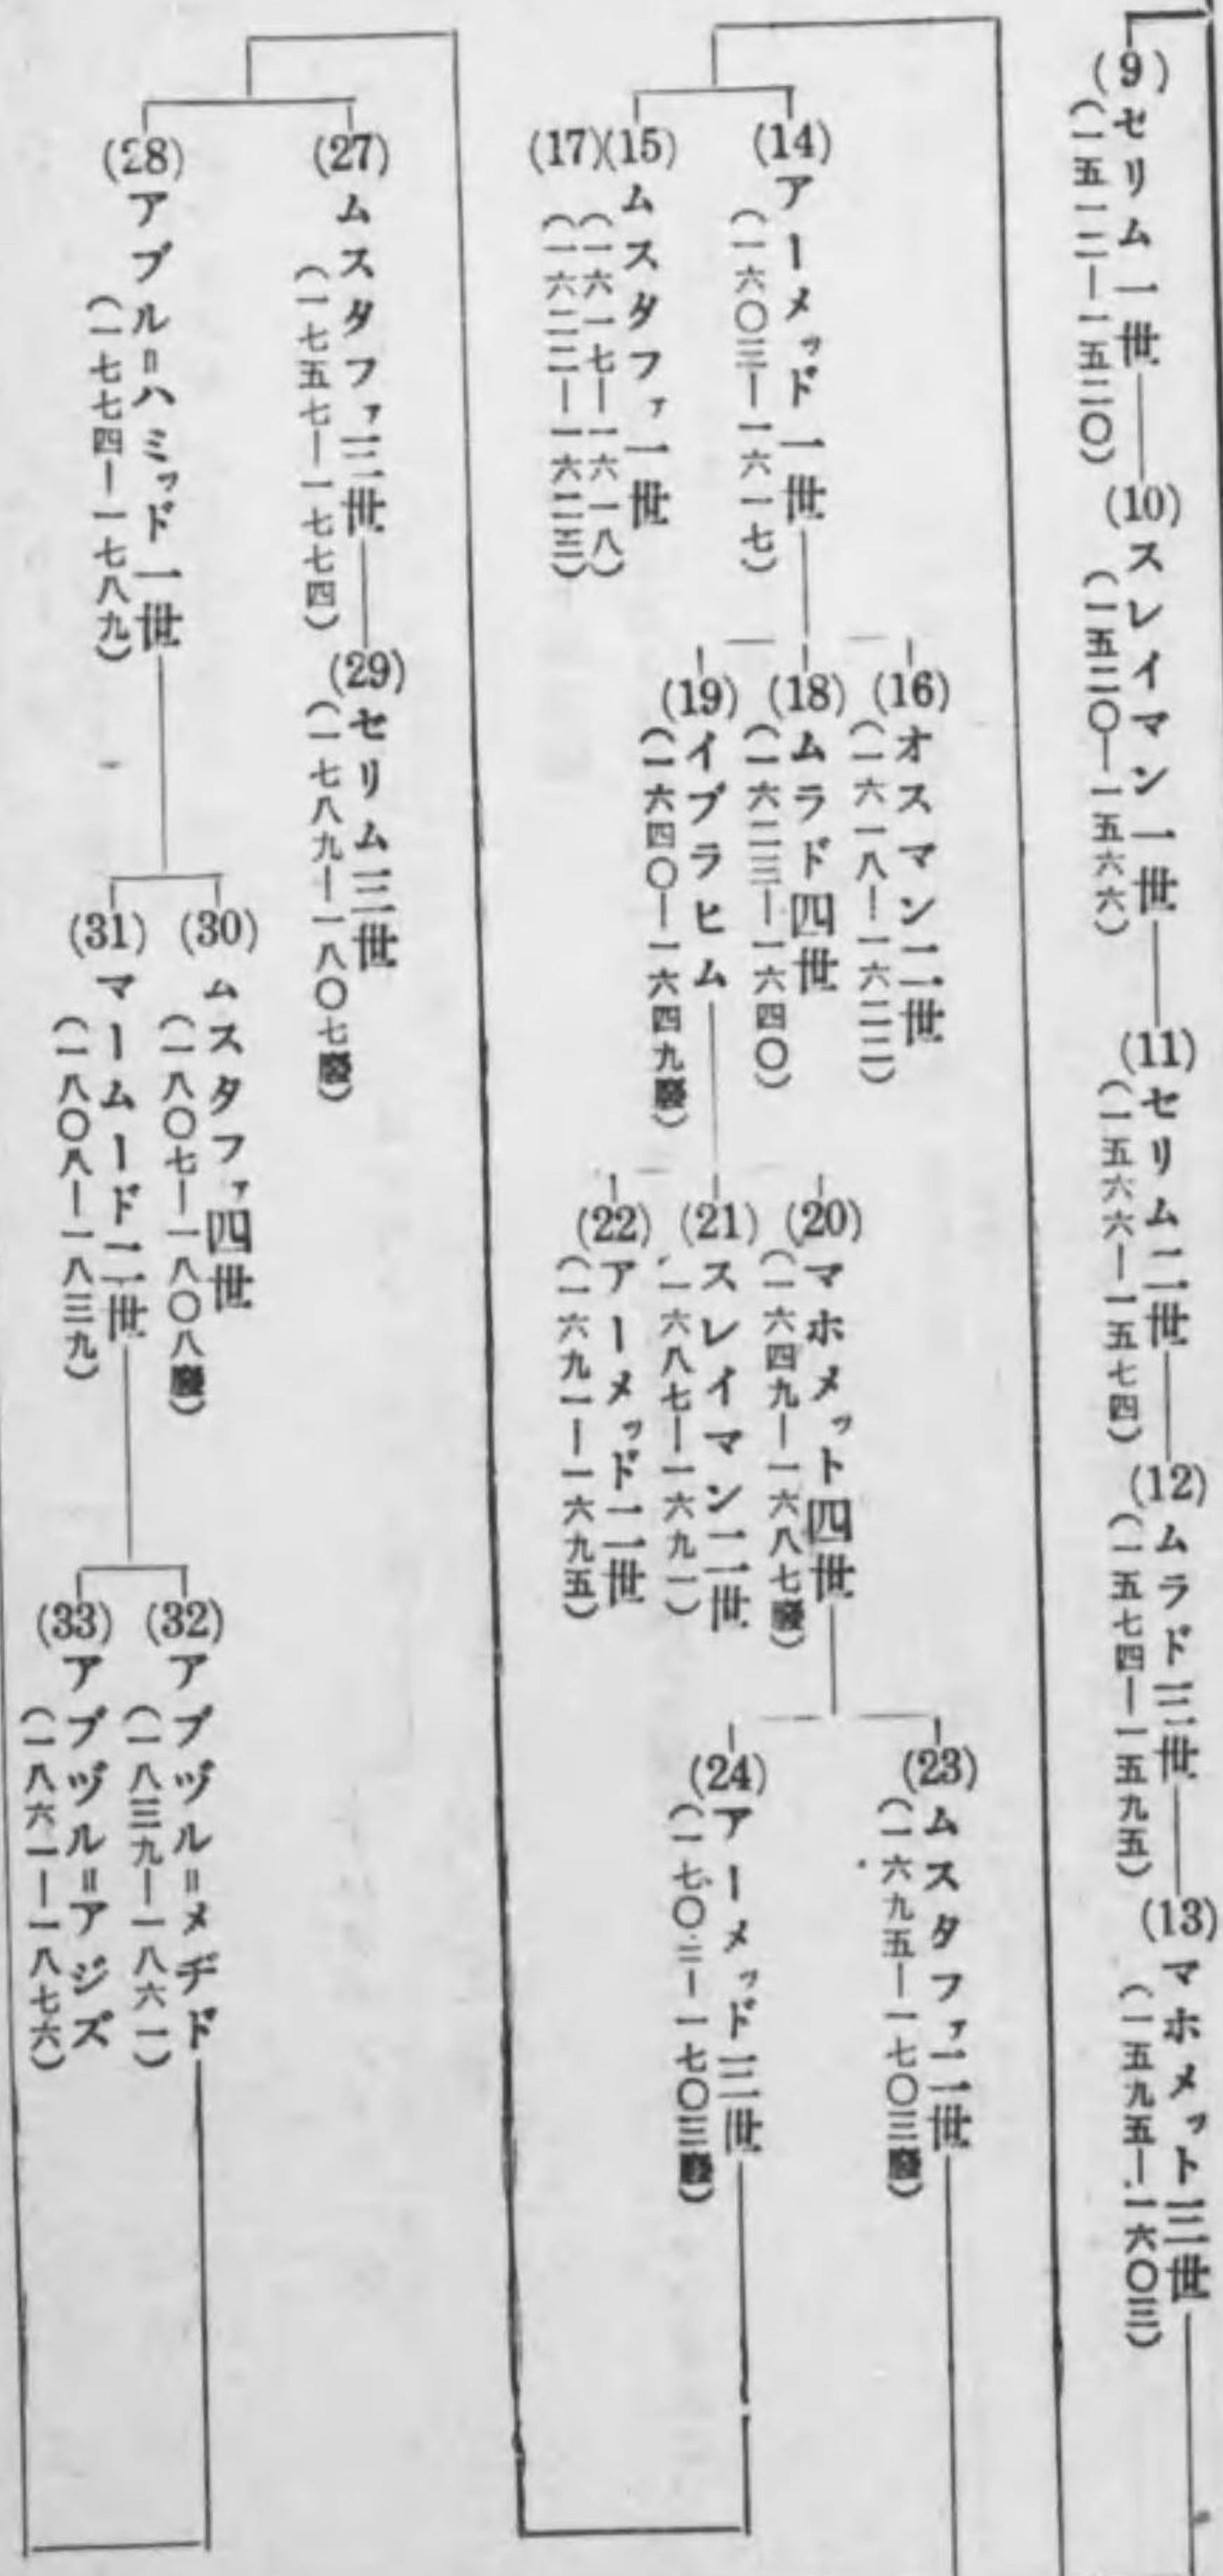 (9)
セリム一世
(一五一二―一五二〇)
(10)
スレイマン一世
(一五二〇―一五六六)
(11)
セリム二世
(一五六六―一五七四)
(12)
ムラド三世
(一五七四―一五九五)
(13)
マホメット三世
(一五九五―一六〇三)
(14)
アーメッド一世
(一六〇三―一六一七)
(17)(15)
ムスタファ一世
(一六一七―一六一八)
(一六二二―一六二三)
(16)
オスマン二世
(一六一八―一六二二)
(18)
ムラド四世
(一六二三―一六四〇)
(19)
イブラヒム
(一六四〇―一六四九廢)
(20)
マホメット四世
(一六四九―一六八七廢)
(21)
スレイマン二世
(一六八七―一六九一)
(22)
アーメッド二世
(一六九一―一六九五)
(23)
ムスタファ二世
(一六九五―一七〇三廢)
(24)
アーメッド三世
(一七〇三―一七〇三廢)
(27)
ムスタファ三世
(一七五七―一七七四)
(29)
セリム三世
(一七八九―一八〇七廢)
(28)
アブル=ハミッド一世
(一七七四―一七八九)
(30)
ムスタファ四世
(一八〇七―一八〇八廢)
(31)
マームード二世
(一八〇八―一八三九)
(32)
アブヅル=メヂド
(一八三九―一八六一)
(33)
アブヅル=アジズ
(一八六一―一八七六)